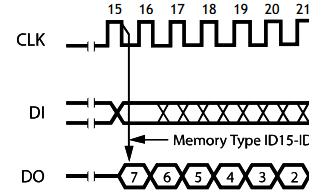 15 16 17 18 19 20 21
CLK
DI
Memory Type ID15-ID
DO 7 6 5 4 3 2